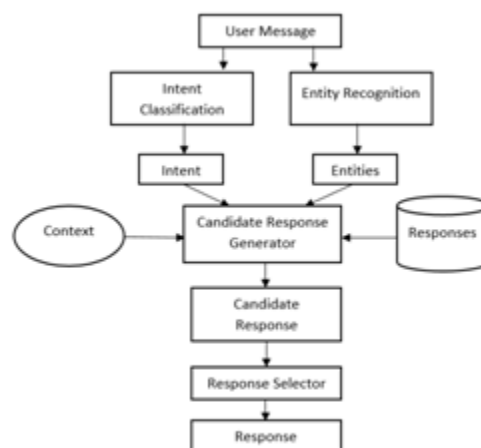 User Message
Intent
Classification
Entity Recognition
Intent
Entities
Context
Candidate Response
Generator
Responses
Candidate
Response
Response Selector
Response